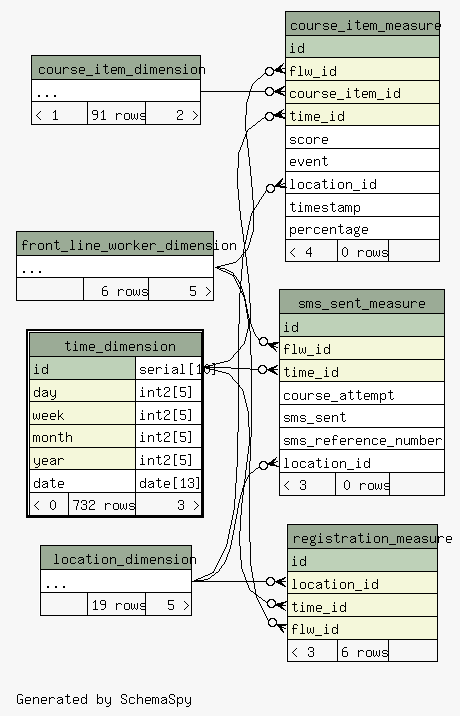 course_item_measure
id
flw_id
course_item_id
time_id
score
event
location_id
timestamp
percentage
< 4 0 rows
course_item_dimension
...
< 1 91 rows 2 >
front_line_worker_dimension
...
6 rows 5 >
sms_sent_measure
id
flw_id
time_id
course_attempt
sms_sent
sms_reference_number
location_id
< 3 0 rows
time_dimension
id serial[10]
day int2[5]
week int2[5]
month int2[5]
year int2[5]
date date[13]
< 0 732 rows 3 >
location_dimension
...
19 rows 5 >
registration_measure
id
location_id
time_id
flw_id
< 3 6 rows
Generated by SchemaSpy